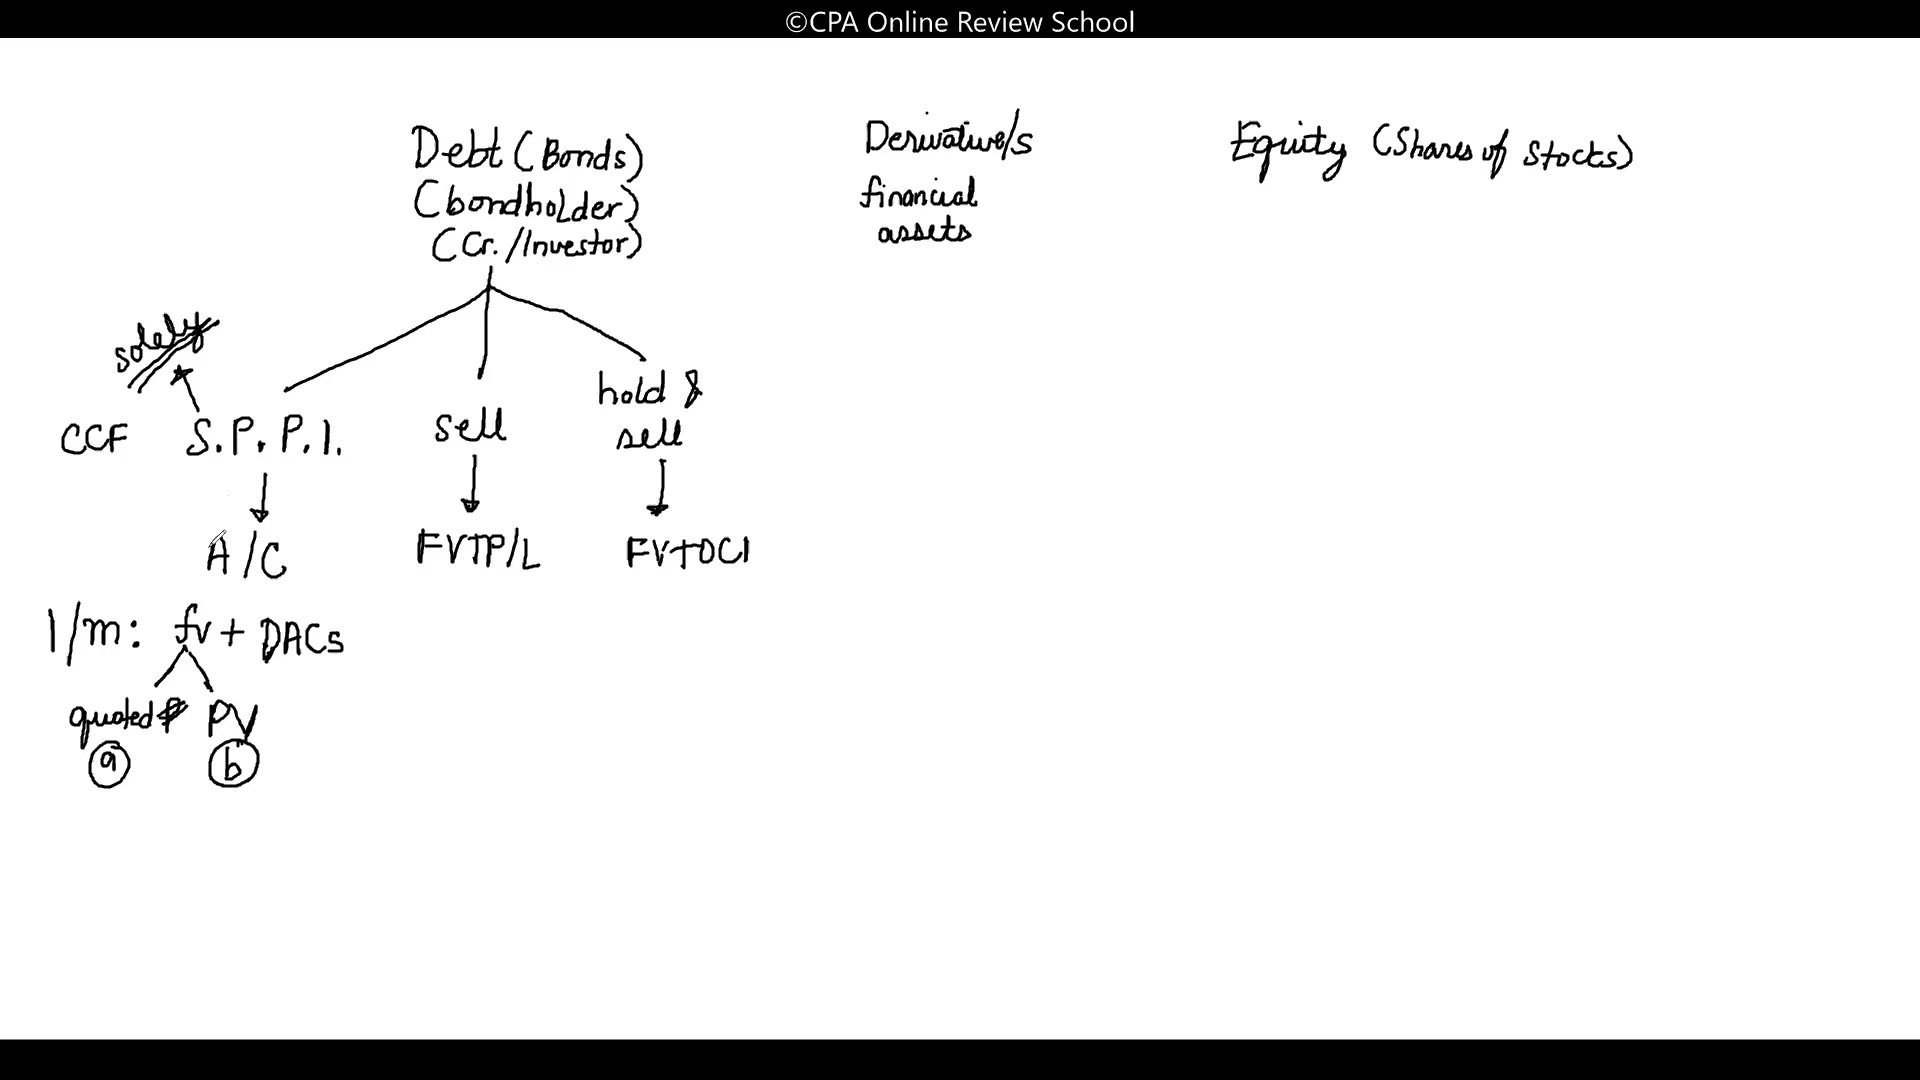 ©CPA Online Review School
Debt (Bonds)
(bondholder)
(Cr./Investor)
Derivative/s
financial
assets
Equity (Shares of Stocks)
solely
CCF S.P.P.I.
sell
hold &
sell
A/C
FVTP/L
FVTOCI
I/m: fv + DACs
quoted P PV
a b